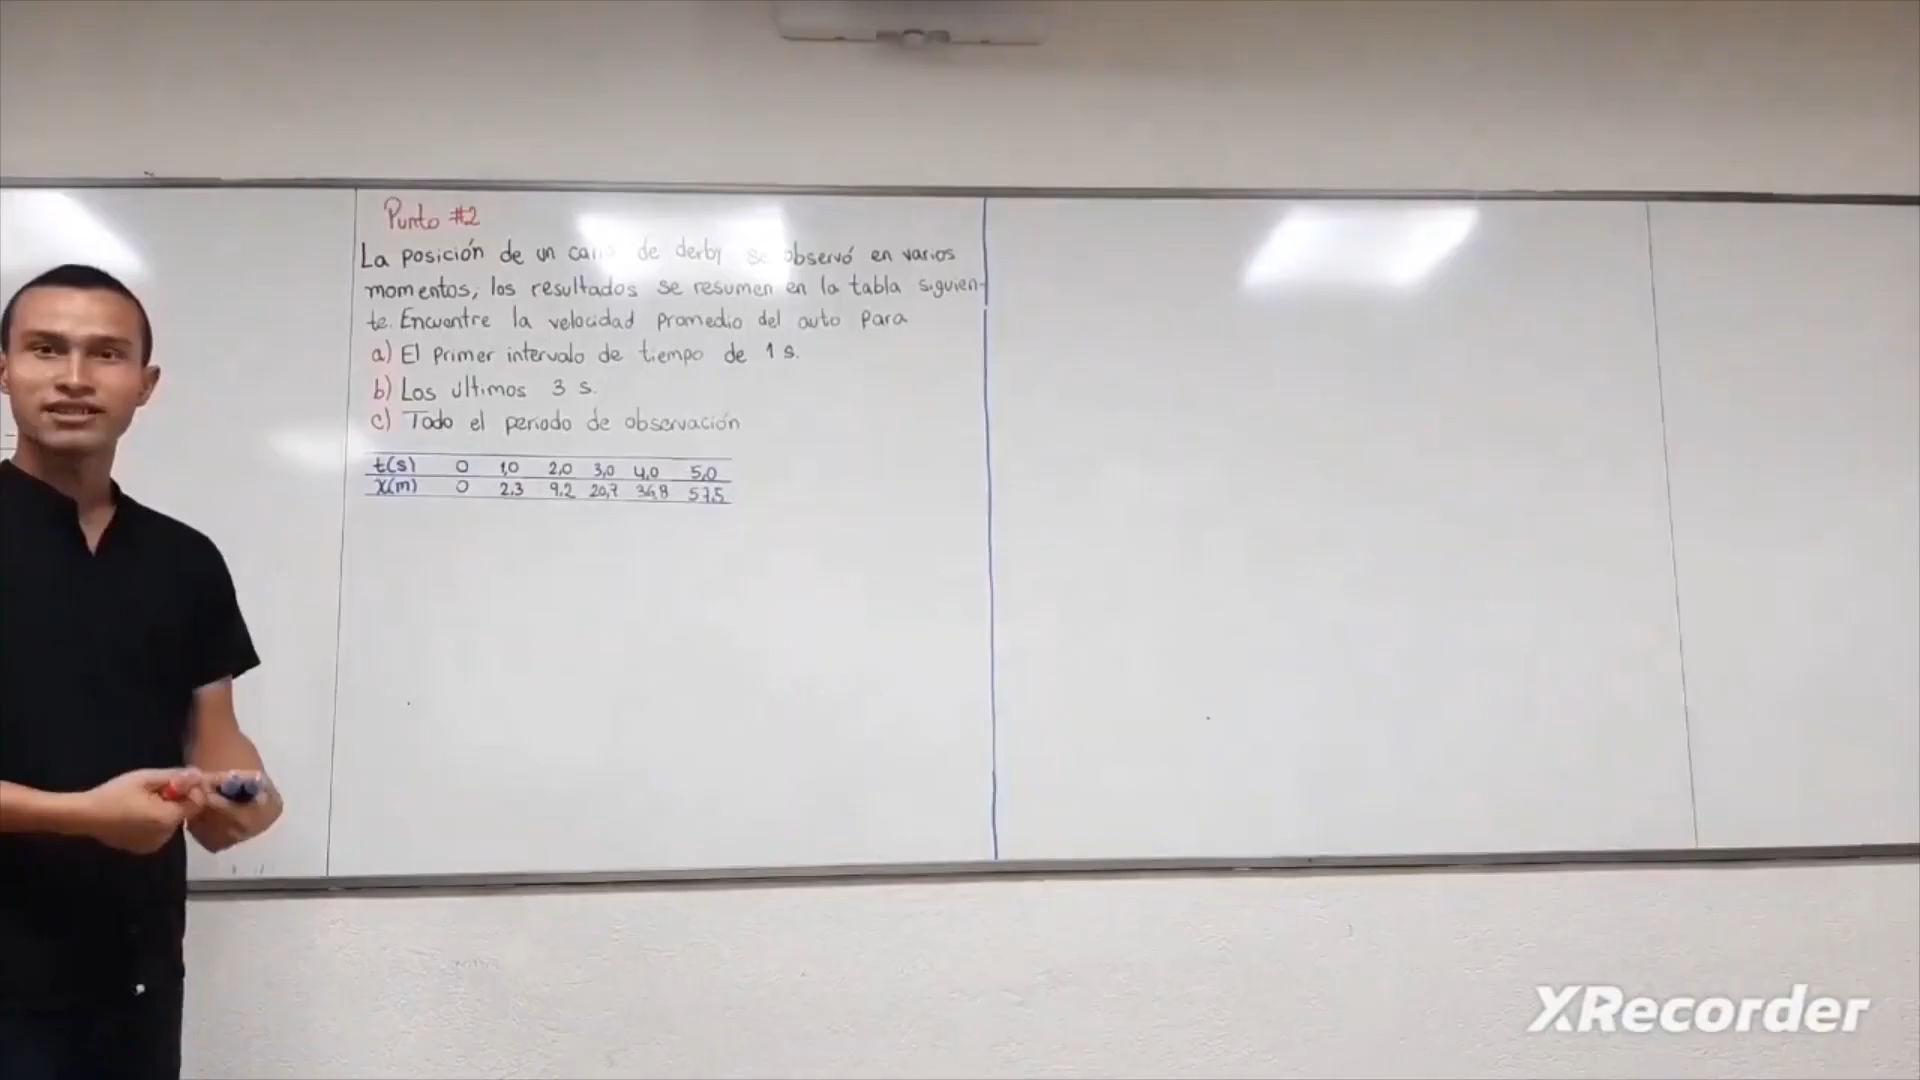 Punto #2
La posición de un carro de derby se observó en varios
momentos, los resultados se resumen en la tabla siguien-
te. Encuentre la velocidad promedio del auto para
a) El primer intervalo de tiempo de 1 s.
b) Los ultimos 3 s.
c) Todo el periodo de observación
t(s) 0 1,0 2,0 3,0 4,0 5,0
X(m) 0 2,3 9,2 20,7 36,8 57,5
XRecorder